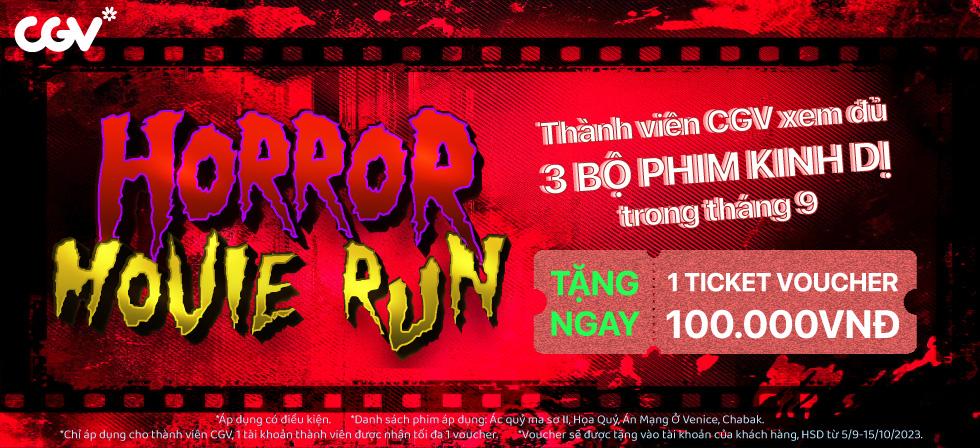 CGV*
HORROR
MOVIE RUN
Thành viên CGV xem đủ
3 BỘ PHIM KINH DỊ
trong tháng 9
TẶNG
NGAY
1 TICKET VOUCHER
100.000VNĐ
*Áp dụng có điều kiện. *Danh sách phim áp dụng: Ác quỷ ma sơ II, Họa Quỷ, Án Mạng Ở Venice, Chabak.
*Chỉ áp dụng cho thành viên CGV, 1 tài khoản thành viên được nhận tối đa 1 voucher. *Voucher sẽ được tặng vào tài khoản của khách hàng, HSD từ 5/9-15/10/2023.